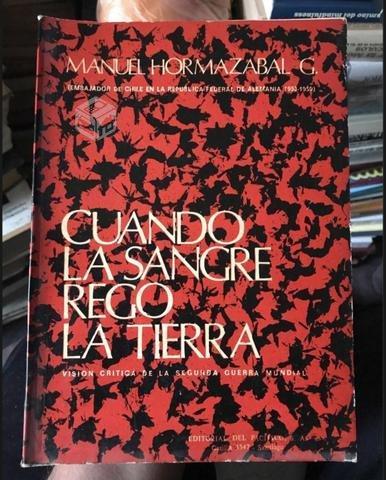 MANUEL HORMAZABAL G.
(EMBAJADOR DE CHILE EN LA REPUBLICA FEDERAL DE ALEMANIA
CUANDO
LA SANGRE
REGO
LA TIERRA
VISION CRITICA DE LA SEGUNDA GUERRA MUNDIAL
EDITORIAL DEL PACIFICO, S. A.
Santiago